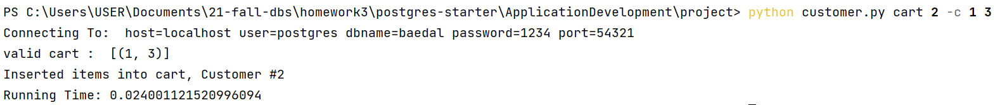 PS C:\Users\USER\Documents\21-fall-dbs\homework3\postgres-starter\ApplicationDevelopment\project> python customer.py cart 2 -c 1 3
Connecting To:  host=localhost user=postgres dbname=baedal password=1234 port=54321
valid cart :  [(1, 3)]
Inserted items into cart, Customer #2
Running Time: 0.024001121520996094